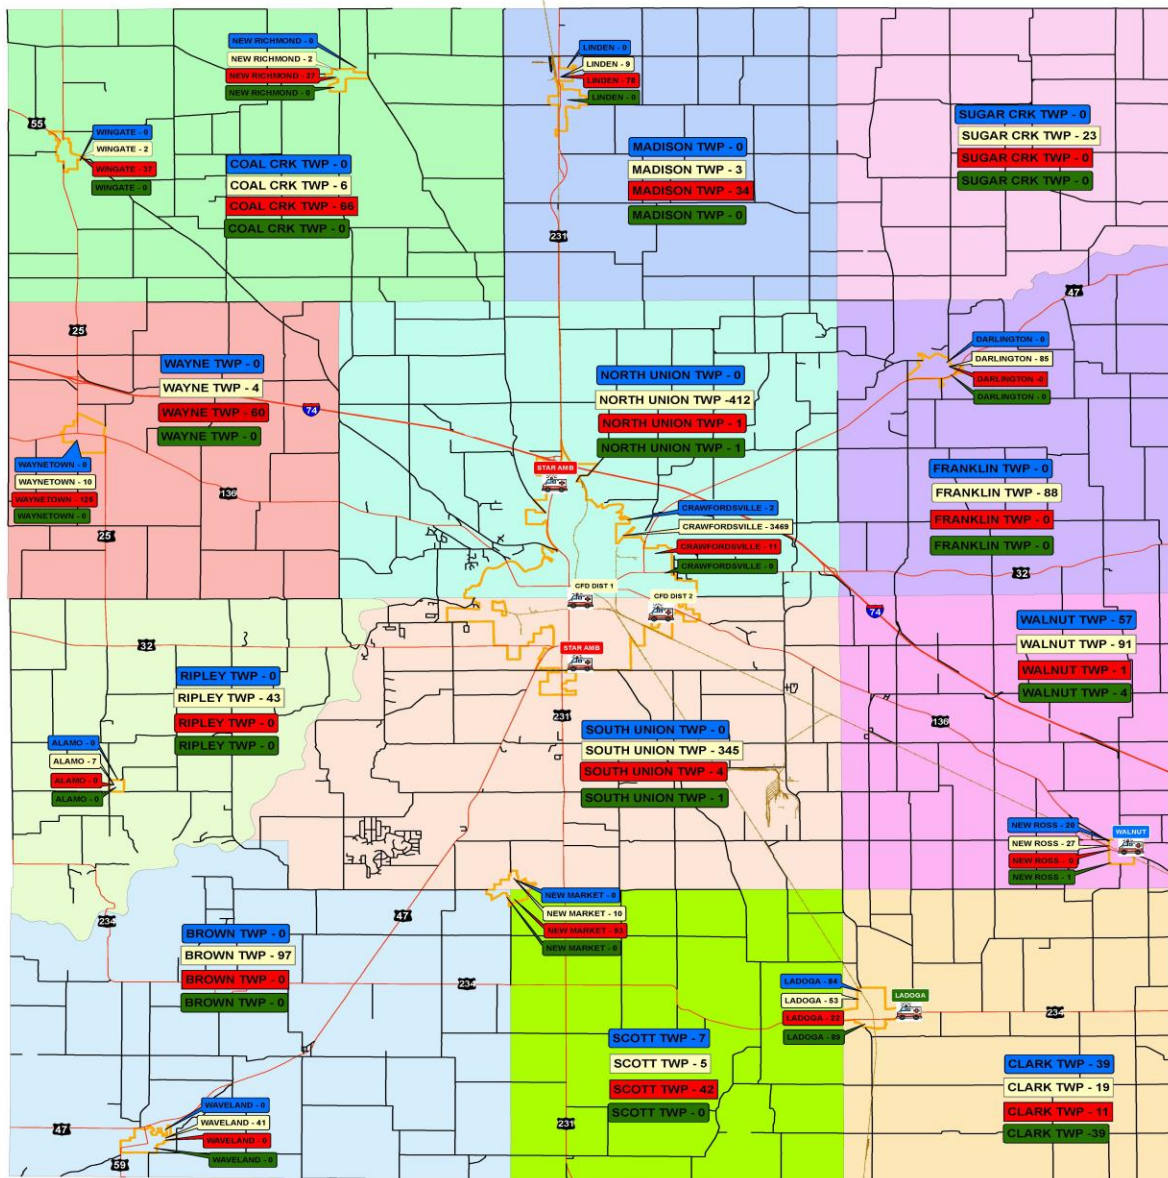 NEW RICHMOND - 0
NEW RICHMOND - 2
NEW RICHMOND - 27
NEW RICHMOND - 0
LINDEN - 0
LINDEN - 9
LINDEN - 78
LINDEN - 0
55
WINGATE - 0
WINGATE - 2
WINGATE - 37
WINGATE - 0
COAL CRK TWP - 0
COAL CRK TWP - 6
COAL CRK TWP - 66
COAL CRK TWP - 0
MADISON TWP - 0
MADISON TWP - 3
MADISON TWP - 34
MADISON TWP - 0
SUGAR CRK TWP - 0
SUGAR CRK TWP - 23
SUGAR CRK TWP - 0
SUGAR CRK TWP - 0
231
47
25
WAYNE TWP - 0
WAYNE TWP - 4
WAYNE TWP - 60
WAYNE TWP - 0
74
NORTH UNION TWP - 0
NORTH UNION TWP -412
NORTH UNION TWP - 1
NORTH UNION TWP - 1
DARLINGTON - 0
DARLINGTON - 85
DARLINGTON -0
DARLINGTON - 0
WAYNETOWN - 0
WAYNETOWN - 10
WAYNETOWN - 125
WAYNETOWN - 0
136
25
STAR AMB
FRANKLIN TWP - 0
FRANKLIN TWP - 88
FRANKLIN TWP - 0
FRANKLIN TWP - 0
CRAWFORDSVILLE - 2
CRAWFORDSVILLE - 3469
CRAWFORDSVILLE - 11
CRAWFORDSVILLE - 0
32
CFD DIST 1
CFD DIST 2
STAR AMB
74
32
WALNUT TWP - 57
WALNUT TWP - 91
WALNUT TWP - 1
WALNUT TWP - 4
RIPLEY TWP - 0
RIPLEY TWP - 43
RIPLEY TWP - 0
RIPLEY TWP - 0
231
136
ALAMO - 0
ALAMO - 7
ALAMO - 0
ALAMO - 0
SOUTH UNION TWP - 0
SOUTH UNION TWP - 345
SOUTH UNION TWP - 4
SOUTH UNION TWP - 1
NEW ROSS - 20
NEW ROSS - 27
NEW ROSS - 0
NEW ROSS - 1
WALNUT
234
47
NEW MARKET - 0
NEW MARKET - 10
NEW MARKET - 93
NEW MARKET - 0
BROWN TWP - 0
BROWN TWP - 97
BROWN TWP - 0
BROWN TWP - 0
234
LADOGA - 84
LADOGA - 53
LADOGA - 22
LADOGA - 89
LADOGA
234
SCOTT TWP - 7
SCOTT TWP - 5
SCOTT TWP - 42
SCOTT TWP - 0
CLARK TWP - 39
CLARK TWP - 19
CLARK TWP - 11
CLARK TWP -39
WAVELAND - 0
WAVELAND - 41
WAVELAND - 0
WAVELAND - 0
47
59
231